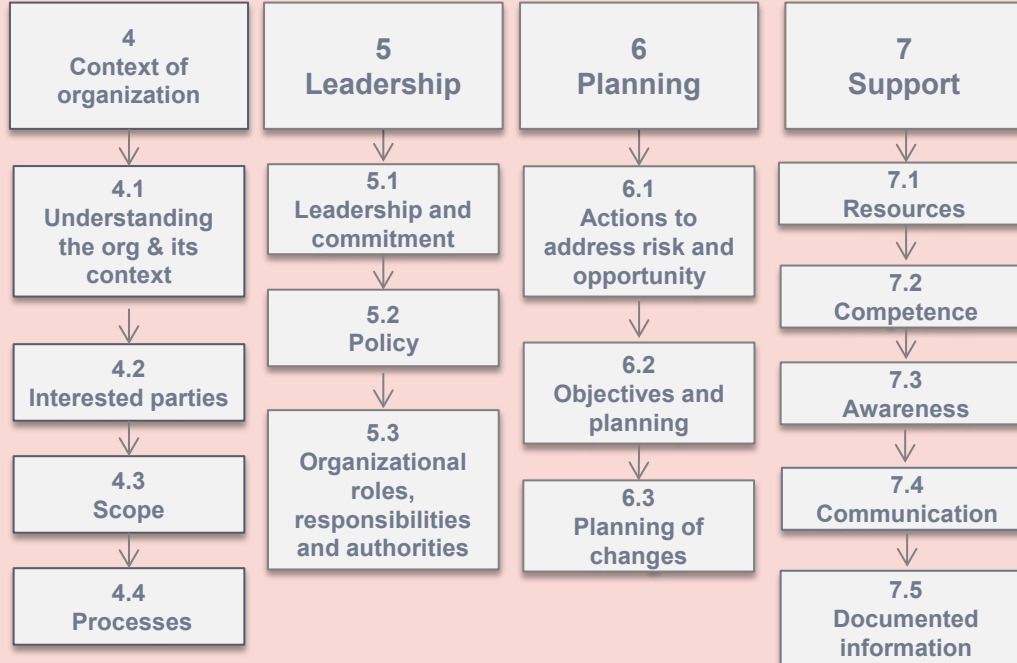 4
Context of
organization
4.1
Understanding
the org & its
context
4.2
Interested parties
4.3
Scope
4.4
Processes
5
Leadership
5.1
Leadership and
commitment
5.2
Policy
5.3
Organizational
roles,
responsibilities
and authorities
6
Planning
6.1
Actions to
address risk and
opportunity
6.2
Objectives and
planning
6.3
Planning of
changes
7
Support
7.1
Resources
7.2
Competence
7.3
Awareness
7.4
Communication
7.5
Documented
information